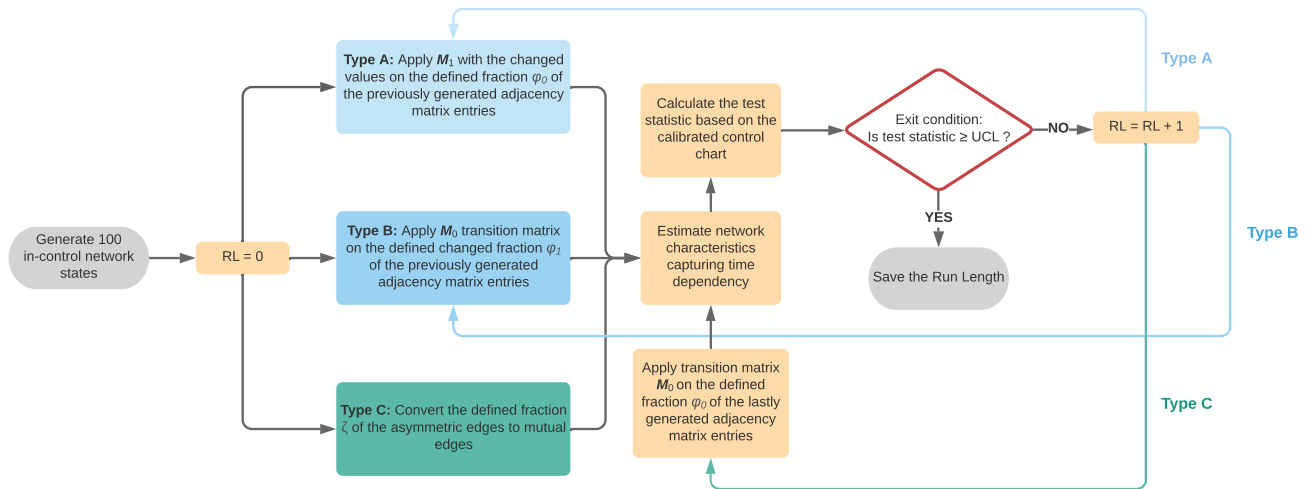 Generate 100
in-control network
states
RL = 0
Type A: Apply M1 with the changed
values on the defined fraction φ0 of
the previously generated adjacency
matrix entries
Type B: Apply M0 transition matrix
on the defined changed fraction φ1
of the previously generated
adjacency matrix entries
Type C: Convert the defined fraction
ζ of the asymmetric edges to mutual
edges
Calculate the test
statistic based on the
calibrated control
chart
Estimate network
characteristics
capturing time
dependency
Apply transition matrix
M0 on the defined
fraction φ0 of the lastly
generated adjacency
matrix entries
Exit condition:
Is test statistic ≥ UCL ?
NO
YES
Save the Run Length
RL = RL + 1
Type A
Type B
Type C